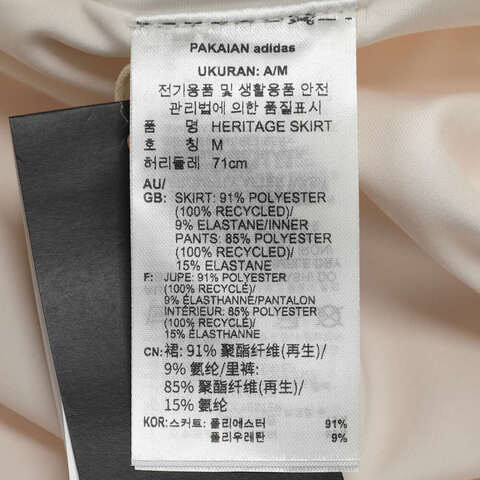 PAKAIAN adidas
UKURAN: A/M
전기용품 및 생활용품 안전
관리법에 의한 품질표시
품 명 HERITAGE SKIRT
호 칭 M
허리둘레 71cm
AU/
GB: SKIRT: 91% POLYESTER
(100% RECYCLED)/
9% ELASTANE/INNER
PANTS: 85% POLYESTER
(100% RECYCLED)/
15% ELASTANE
F: JUPE: 91% POLYESTER
(100% RECYCLÉ)/
9% ÉLASTHANNE/PANTALON
INTÉRIEUR: 85% POLYESTER
(100% RECYCLÉ)/
15% ÉLASTHANNE
CN: 裙: 91% 聚酯纤维(再生)/
9% 氨纶/里裤:
85% 聚酯纤维(再生)/
15% 氨纶
KOR: 스커트: 폴리에스터 91%
폴리우레탄 9%